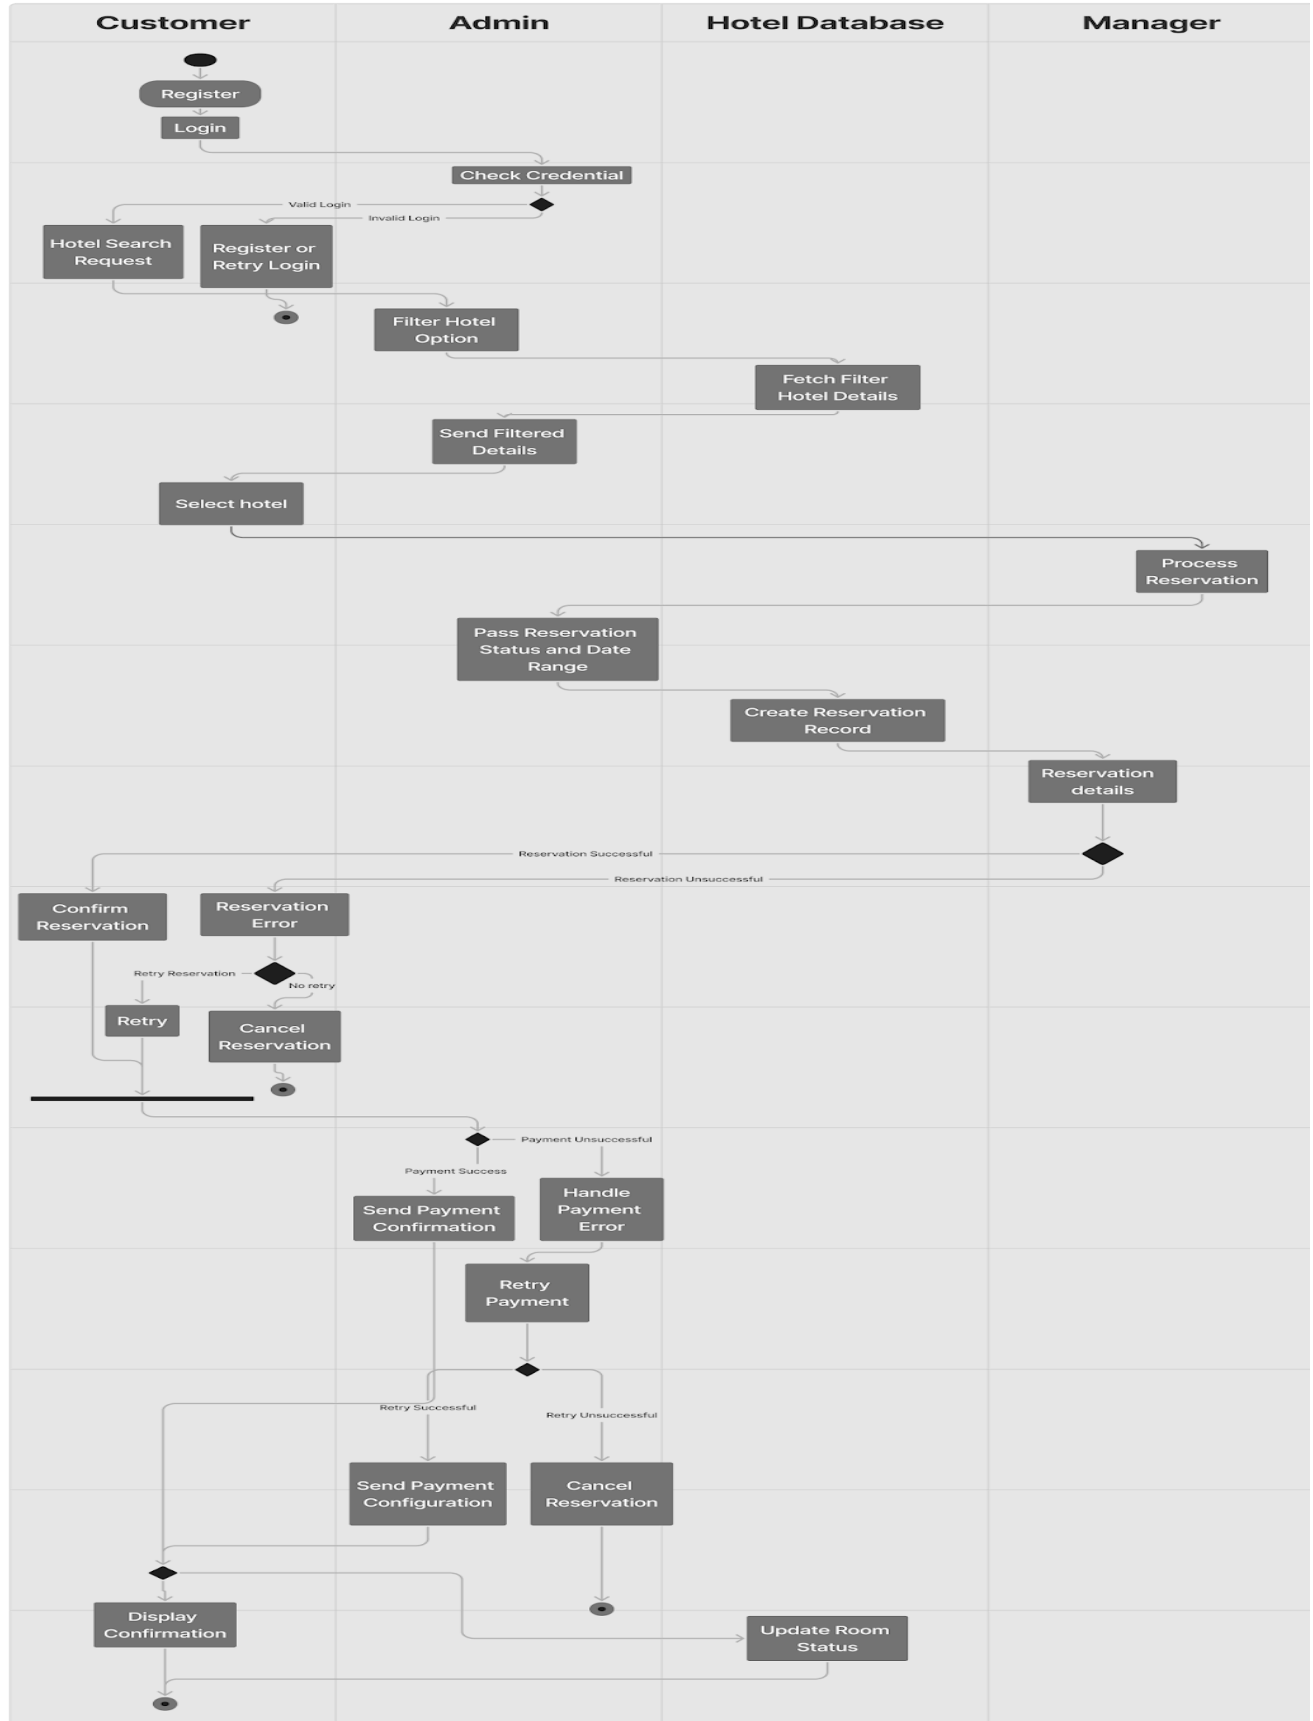 Customer
Admin
Hotel Database
Manager
Register
Login
Check Credential
Valid Login
Invalid Login
Hotel Search
Request
Register or
Retry Login
Filter Hotel
Option
Fetch Filter
Hotel Details
Send Filtered
Details
Select hotel
Process
Reservation
Pass Reservation
Status and Date
Range
Create Reservation
Record
Reservation
details
Reservation Successful
Reservation Unsuccessful
Confirm
Reservation
Reservation
Error
Retry Reservation
No retry
Retry
Cancel
Reservation
Payment Unsuccessful
Payment Success
Send Payment
Confirmation
Handle
Payment
Error
Retry
Payment
Retry Successful
Retry Unsuccessful
Send Payment
Configuration
Cancel
Reservation
Display
Confirmation
Update Room
Status